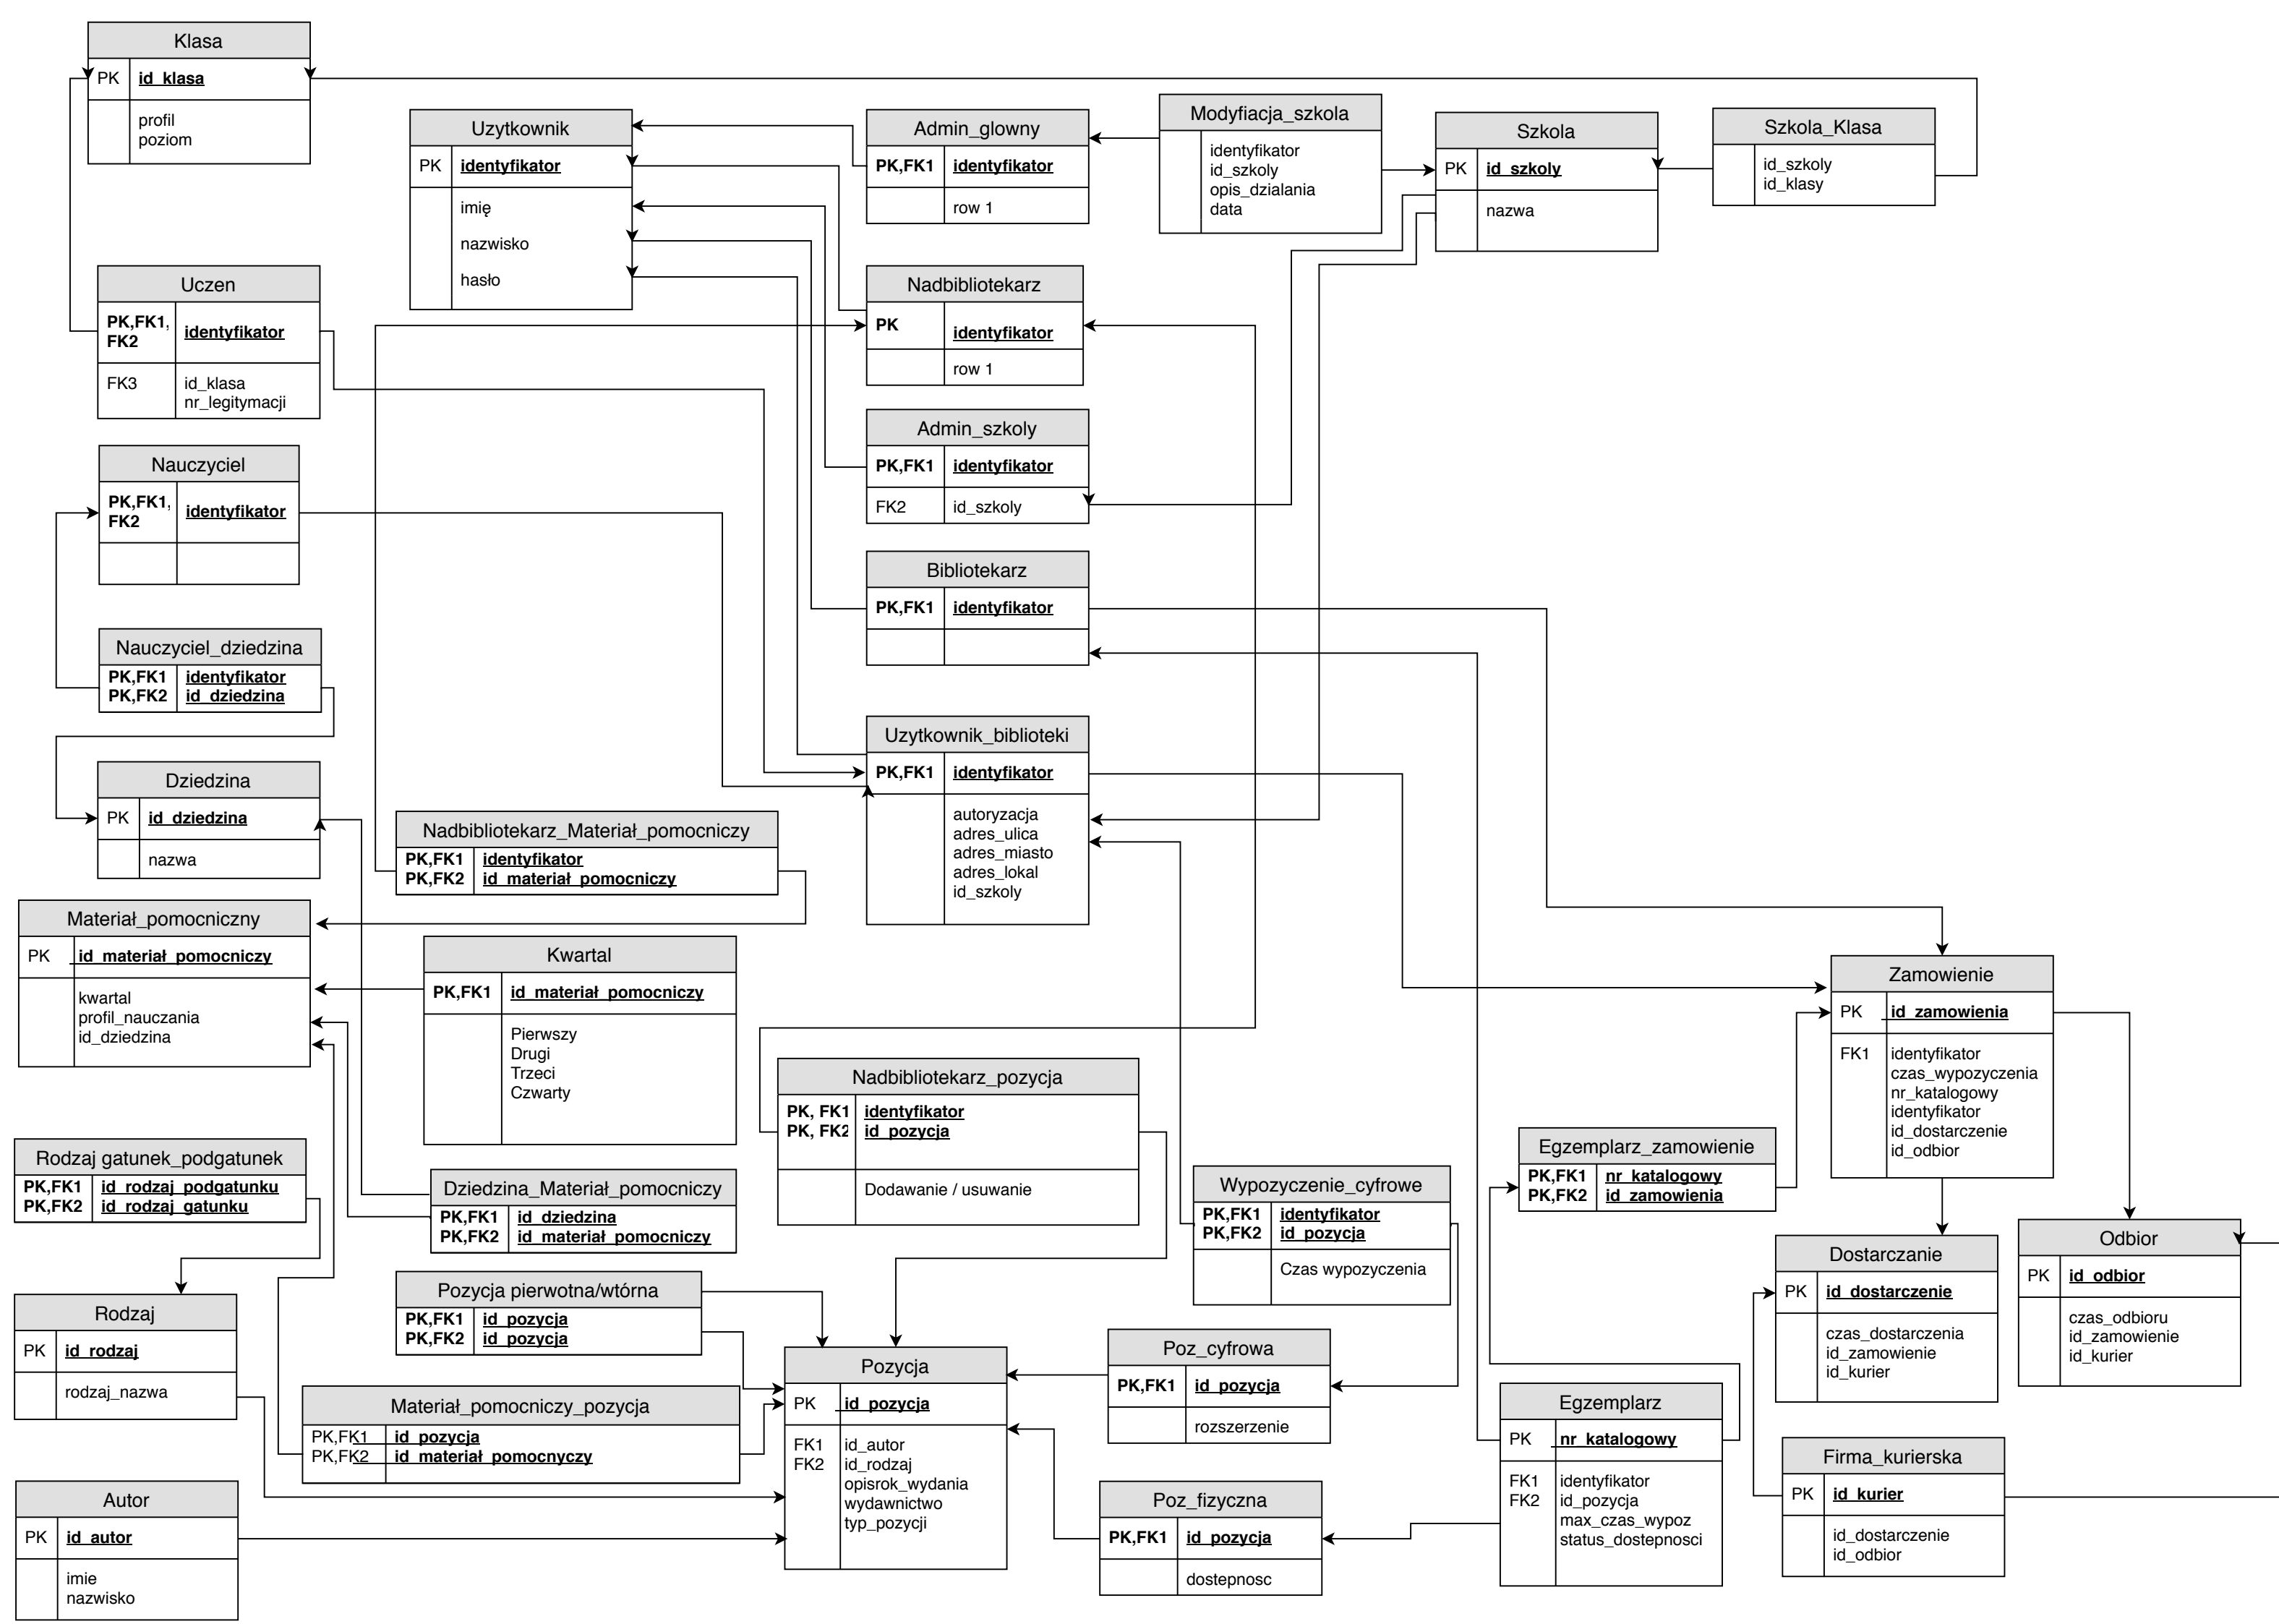 Klasa
PK id_klasa
profil
poziom
Uzytkownik
PK identyfikator
imię
nazwisko
hasło
Admin_glowny
PK,FK1 identyfikator
row 1
Modyfiacja_szkola
identyfikator
id_szkoly
opis_dzialania
data
Szkola
PK id_szkoly
nazwa
Szkola_Klasa
id_szkoly
id_klasy
Uczen
PK,FK1,
FK2 identyfikator
FK3 id_klasa
nr_legitymacji
Nadbibliotekarz
PK identyfikator
row 1
Admin_szkoly
PK,FK1 identyfikator
FK2 id_szkoly
Nauczyciel
PK,FK1,
FK2 identyfikator
Bibliotekarz
PK,FK1 identyfikator
Nauczyciel_dziedzina
PK,FK1 identyfikator
PK,FK2 id_dziedzina
Uzytkownik_biblioteki
PK,FK1 identyfikator
autoryzacja
adres_ulica
adres_miasto
adres_lokal
id_szkoly
Dziedzina
PK id_dziedzina
nazwa
Nadbibliotekarz_Materiał_pomocniczy
PK,FK1 identyfikator
PK,FK2 id_materiał_pomocniczy
Materiał_pomocniczny
PK id_materiał_pomocniczy
kwartal
profil_nauczania
id_dziedzina
Kwartal
PK,FK1 id_materiał_pomocniczy
Pierwszy
Drugi
Trzeci
Czwarty
Zamowienie
PK id_zamowienia
FK1 identyfikator
czas_wypozyczenia
nr_katalogowy
identyfikator
id_dostarczenie
id_odbior
Nadbibliotekarz_pozycja
PK, FK1 identyfikator
PK, FK2 id_pozycja
Dodawanie / usuwanie
Rodzaj gatunek_podgatunek
PK,FK1 id_rodzaj_podgatunku
PK,FK2 id_rodzaj_gatunku
Dziedzina_Materiał_pomocniczy
PK,FK1 id_dziedzina
PK,FK2 id_materiał_pomocniczy
Wypozyczenie_cyfrowe
PK,FK1 identyfikator
PK,FK2 id_pozycja
Czas wypozyczenia
Egzemplarz_zamowienie
PK,FK1 nr_katalogowy
PK,FK2 id_zamowienia
Dostarczanie
PK id_dostarczenie
czas_dostarczenia
id_zamowienie
id_kurier
Odbior
PK id_odbior
czas_odbioru
id_zamowienie
id_kurier
Rodzaj
PK id_rodzaj
rodzaj_nazwa
Pozycja pierwotna/wtórna
PK,FK1 id_pozycja
PK,FK2 id_pozycja
Pozycja
PK id_pozycja
FK1 id_autor
FK2 id_rodzaj
opisrok_wydania
wydawnictwo
typ_pozycji
Poz_cyfrowa
PK,FK1 id_pozycja
rozszerzenie
Materiał_pomocniczy_pozycja
PK,FK1 id_pozycja
PK,FK2 id_materiał_pomocnyczy
Egzemplarz
PK nr_katalogowy
FK1 identyfikator
FK2 id_pozycja
max_czas_wypoz
status_dostepnosci
Firma_kurierska
PK id_kurier
id_dostarczenie
id_odbior
Autor
PK id_autor
imie
nazwisko
Poz_fizyczna
PK,FK1 id_pozycja
dostepnosc